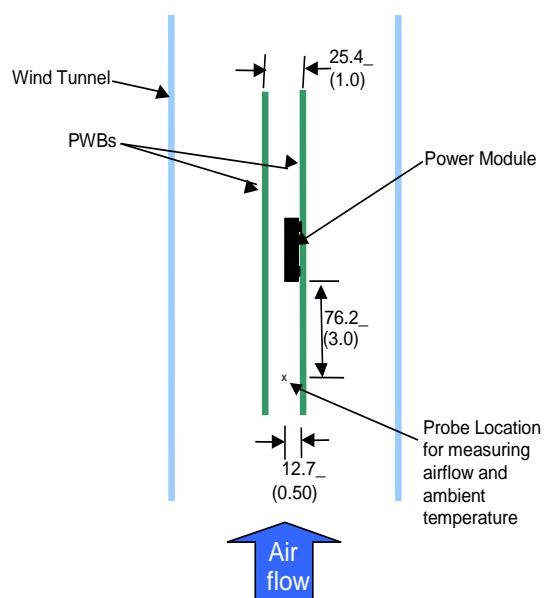 25.4_
(1.0)
Wind Tunnel
PWBs
Power Module
76.2_
(3.0)
x
Probe Location
for measuring
airflow and
ambient
temperature
12.7_
(0.50)
Air
flow